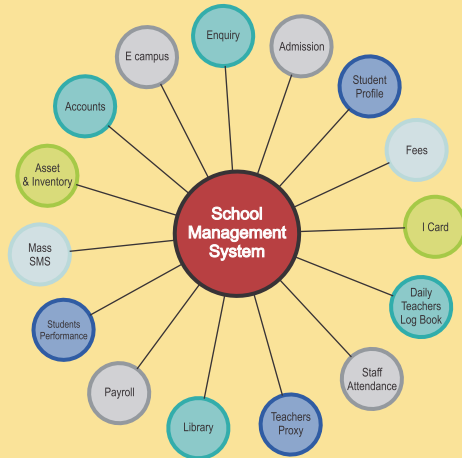 School
Management
System
Enquiry
Admission
Student
Profile
Fees
I Card
Daily
Teachers
Log Book
Staff
Attendance
Teachers
Proxy
Library
Payroll
Students
Performance
Mass
SMS
Asset
& Inventory
Accounts
E campus